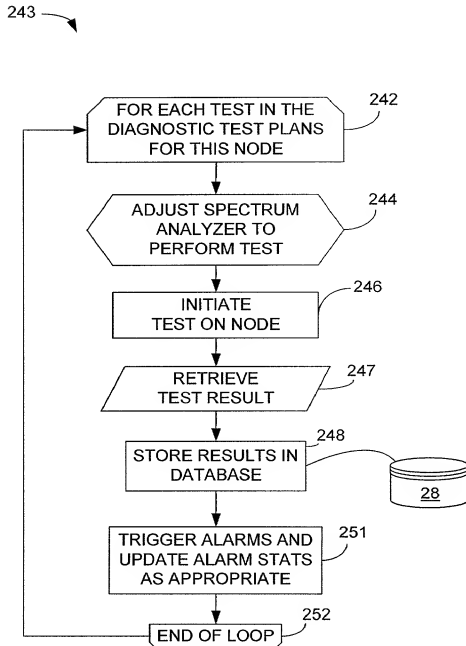 243
FOR EACH TEST IN THE
DIAGNOSTIC TEST PLANS
FOR THIS NODE
242
ADJUST SPECTRUM
ANALYZER TO
PERFORM TEST
244
INITIATE
TEST ON NODE
246
RETRIEVE
TEST RESULT
247
STORE RESULTS IN
DATABASE
248
28
TRIGGER ALARMS AND
UPDATE ALARM STATS
AS APPROPRIATE
251
END OF LOOP
252